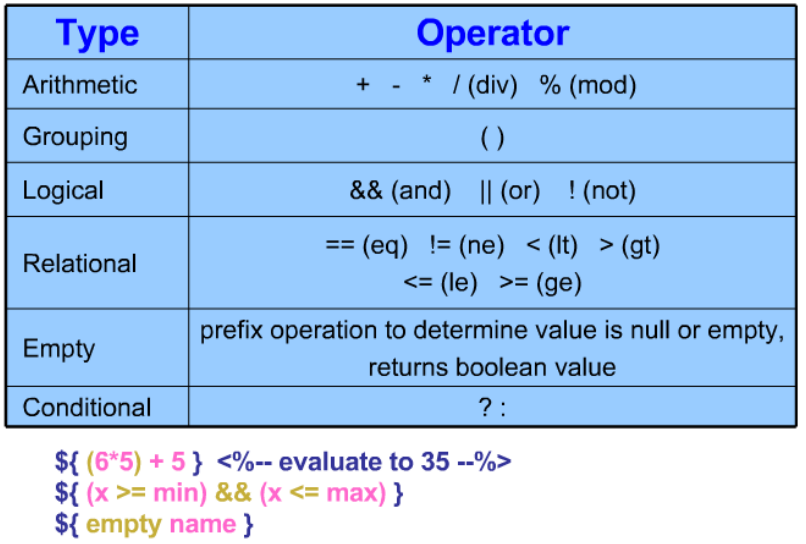 Type Operator
Arithmetic + - * / (div) % (mod)
Grouping ( )
Logical && (and) || (or) ! (not)
Relational == (eq) != (ne) < (lt) > (gt)
<= (le) >= (ge)
Empty prefix operation to determine value is null or empty,
returns boolean value
Conditional ? :
${ (6*5) + 5 } <%-- evaluate to 35 --%>
${ (x >= min) && (x <= max) }
${ empty name }